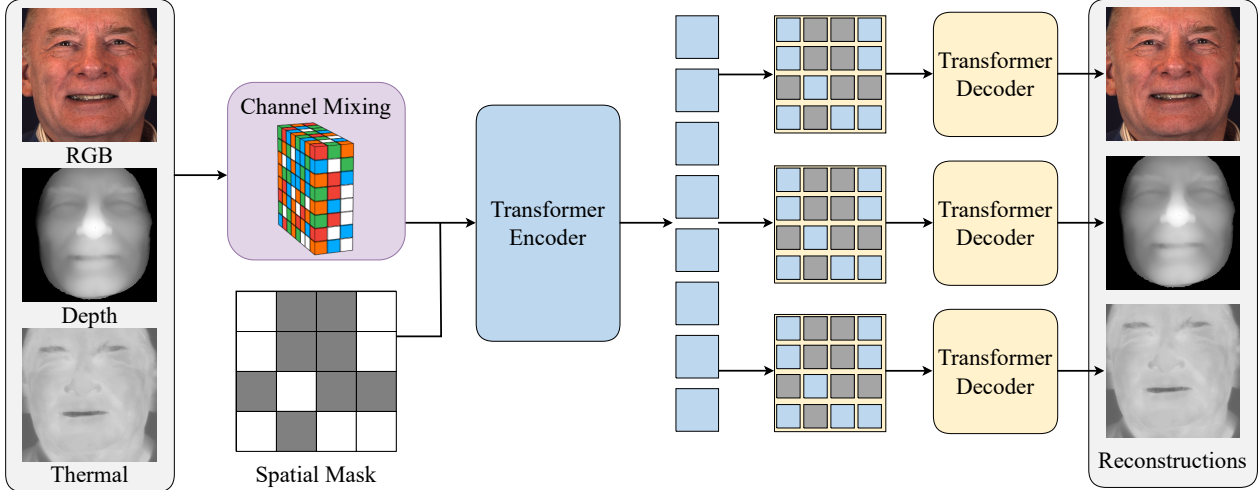 RGB
Depth
Thermal
Channel Mixing
Spatial Mask
Transformer
Encoder
Transformer
Decoder
Transformer
Decoder
Transformer
Decoder
Reconstructions